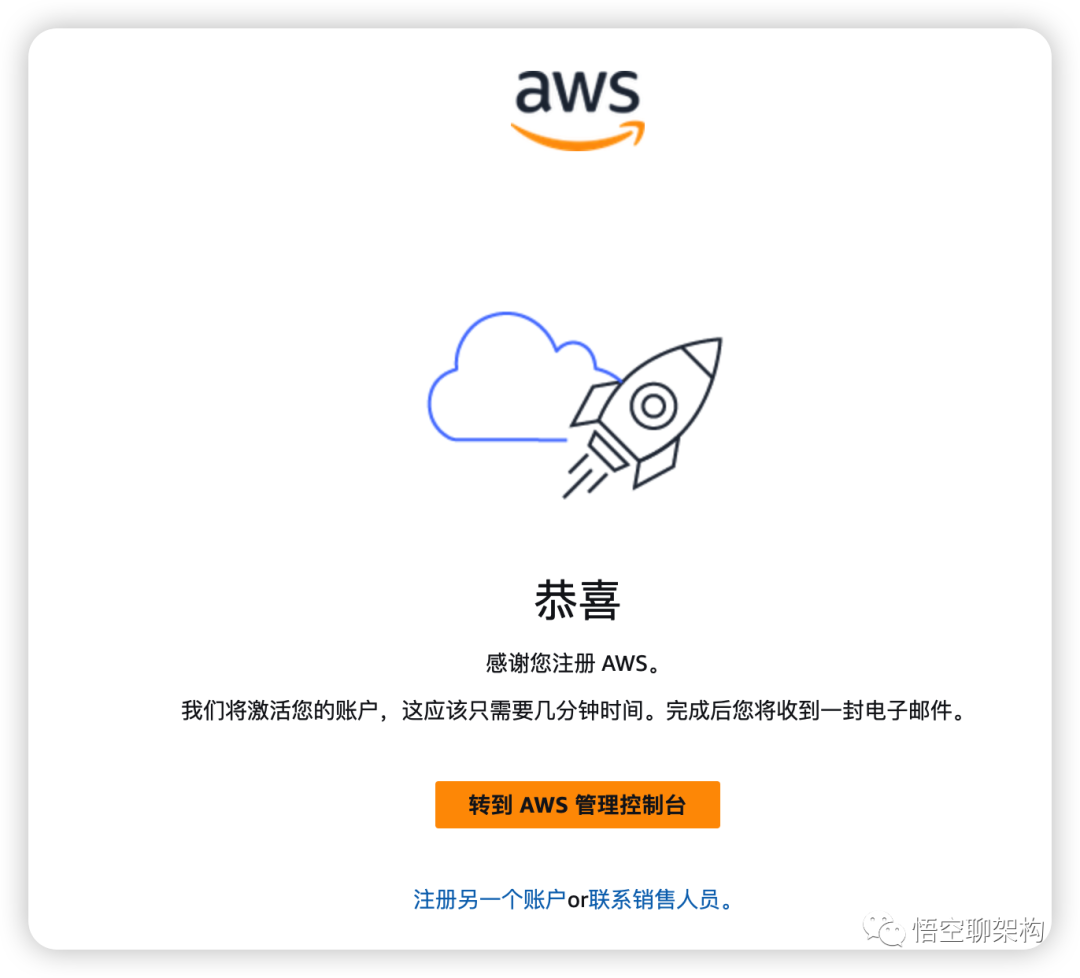 aws
恭喜
感谢您注册 AWS。
我们将激活您的账户，这应该只需要几分钟时间。完成后您将收到一封电子邮件。
转到 AWS 管理控制台
注册另一个账户or联系销售人员。
悟空聊架构